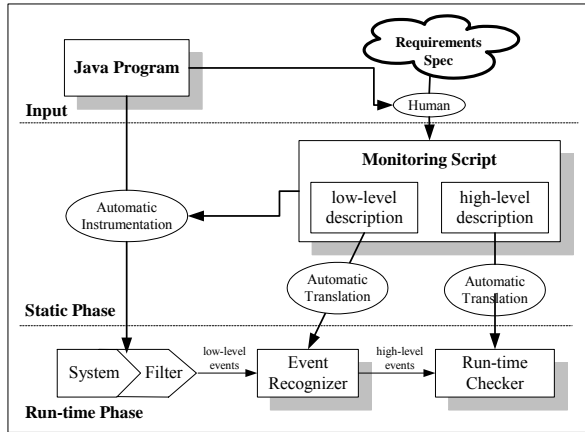 Requirements
Spec
Java Program
Human
Input
Monitoring Script
low-level
description
high-level
description
Automatic
Instrumentation
Automatic
Translation
Automatic
Translation
Static Phase
System
Filter
low-level
events
Event
Recognizer
high-level
events
Run-time
Checker
Run-time Phase